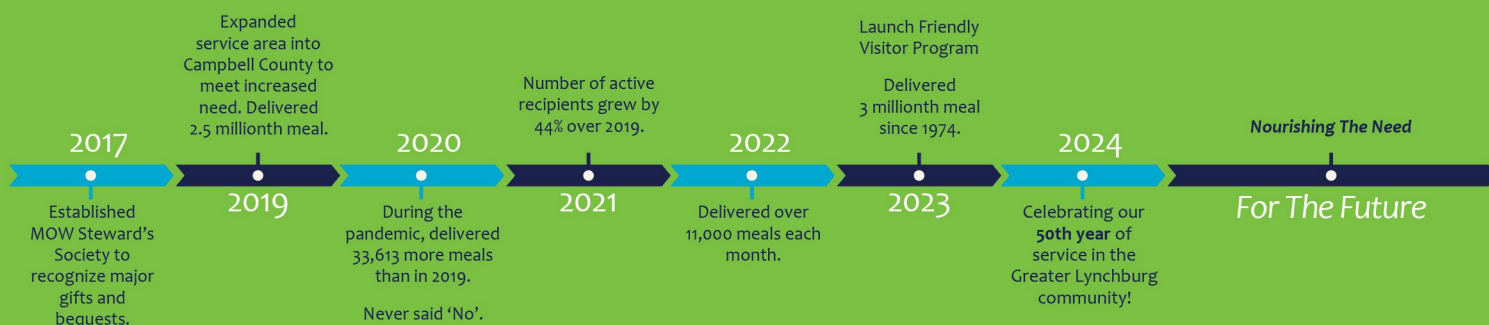 2017
Established
MOW Steward's
Society to
recognize major
gifts and
bequests.
Expanded
service area into
Campbell County to
meet increased
need. Delivered
2.5 millionth meal.
2019
2020
During the
pandemic, delivered
33,613 more meals
than in 2019.
Never said 'No'.
Number of active
recipients grew by
44% over 2019.
2021
2022
Delivered over
11,000 meals each
month.
Launch Friendly
Visitor Program
Delivered
3 millionth meal
since 1974.
2023
2024
Celebrating our
50th year of
service in the
Greater Lynchburg
community!
Nourishing The Need
For The Future